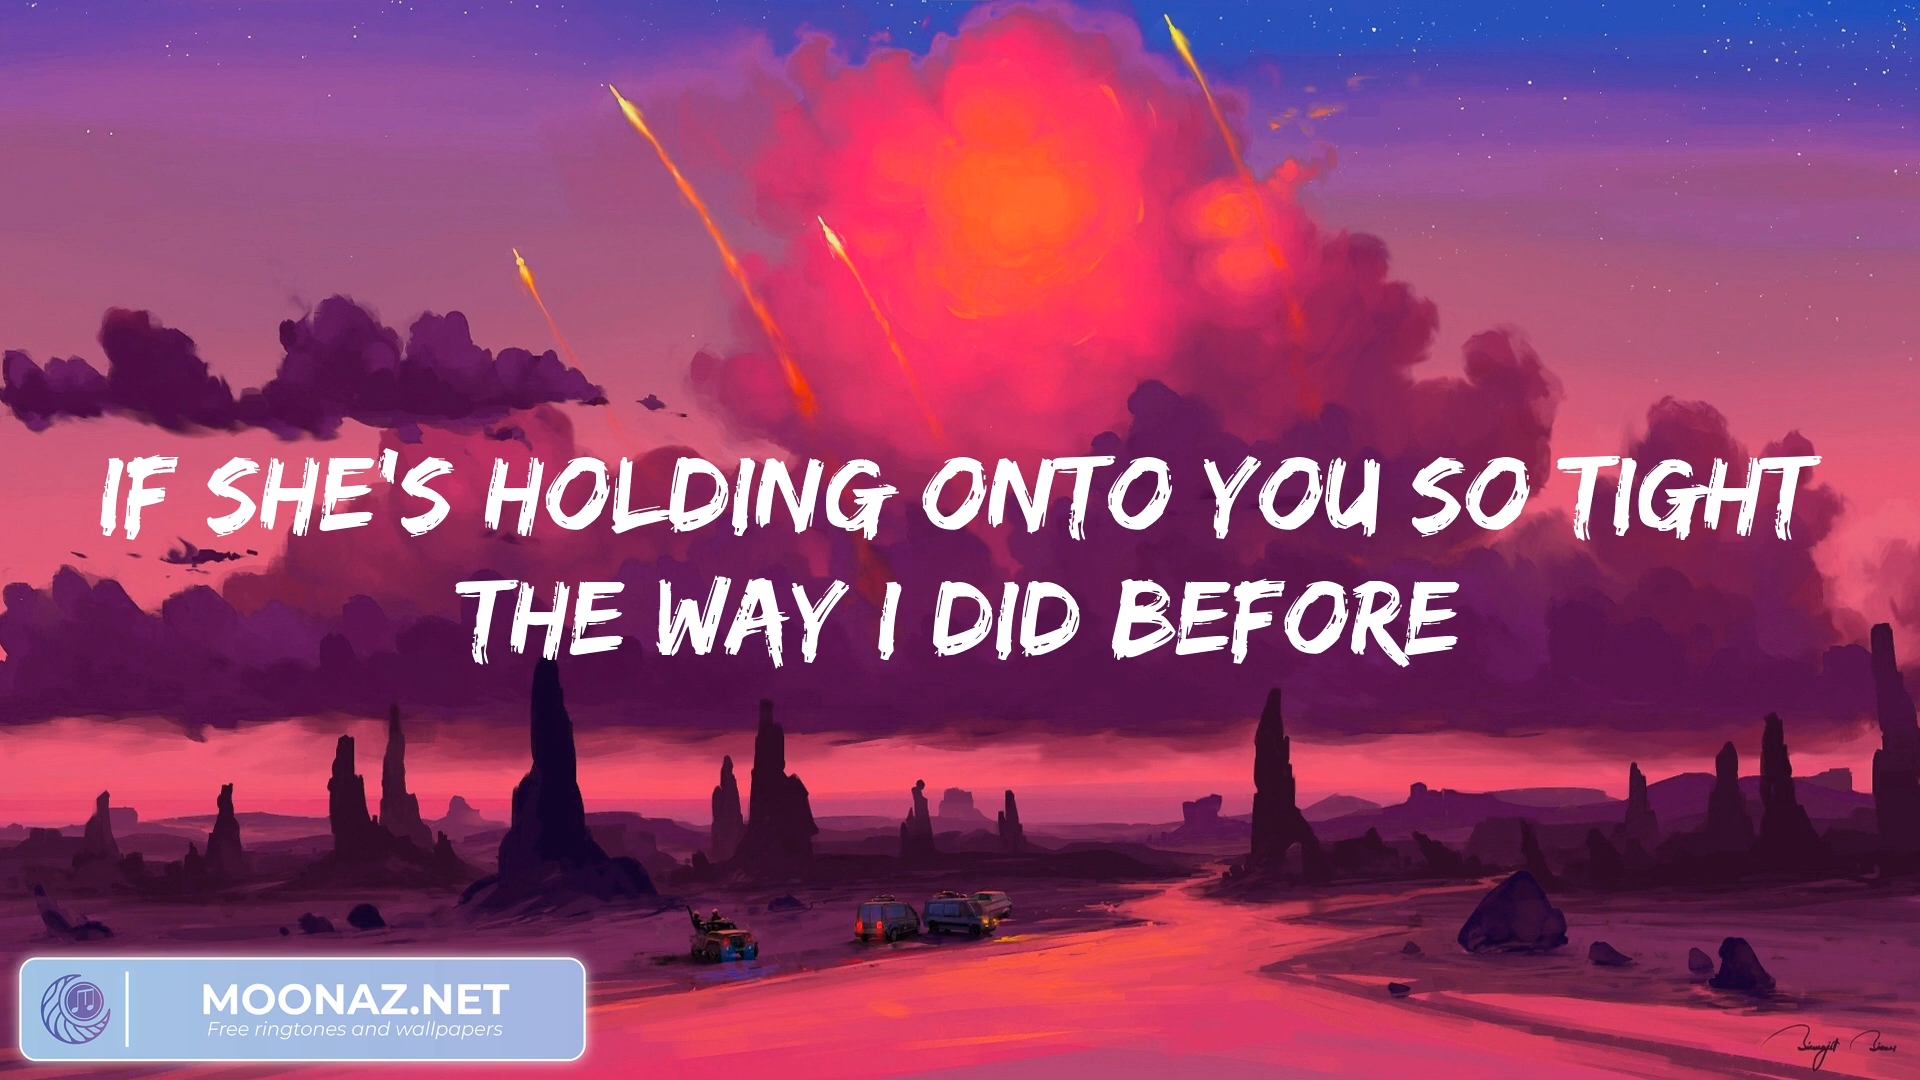 IF SHE'S HOLDING ONTO YOU SO TIGHT
THE WAY I DID BEFORE
MOONAZ.NET
Free ringtones and wallpapers